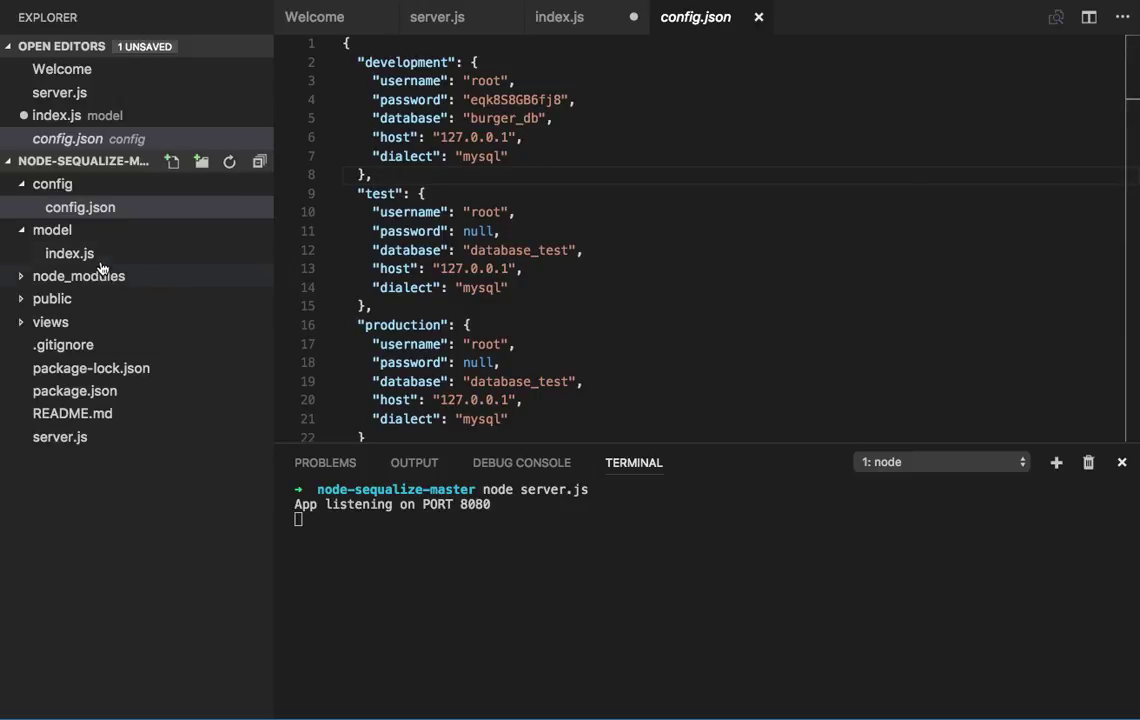 EXPLORER
Welcome
server.js
index.js
config.json
OPEN EDITORS 1 UNSAVED
Welcome
server.js
index.js model
config.json config
NODE-SEQUALIZE-M...
config
config.json
model
index.js
node_modules
public
views
.gitignore
package-lock.json
package.json
README.md
server.js
1 {
2 "development": {
3 "username": "root",
4 "password": "eqk8S8GB6fj8",
5 "database": "burger_db",
6 "host": "127.0.0.1",
7 "dialect": "mysql"
8 },
9 "test": {
10 "username": "root",
11 "password": null,
12 "database": "database_test",
13 "host": "127.0.0.1",
14 "dialect": "mysql"
15 },
16 "production": {
17 "username": "root",
18 "password": null,
19 "database": "database_test",
20 "host": "127.0.0.1",
21 "dialect": "mysql"
22 }
PROBLEMS OUTPUT DEBUG CONSOLE TERMINAL 1: node
→ node-sequalize-master node server.js
App listening on PORT 8080